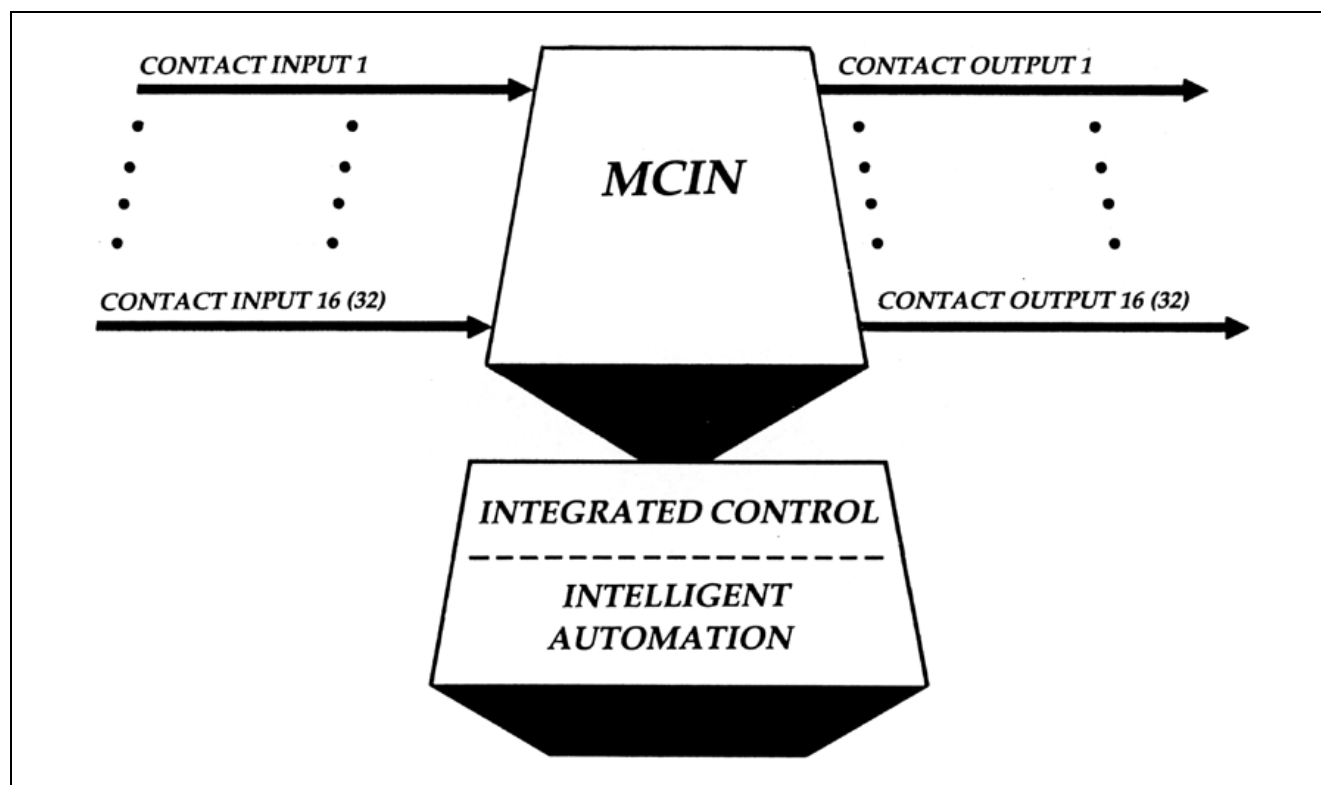 CONTACT INPUT 1
CONTACT OUTPUT 1
MCIN
CONTACT INPUT 16 (32)
CONTACT OUTPUT 16 (32)
INTEGRATED CONTROL
INTELLIGENT
AUTOMATION